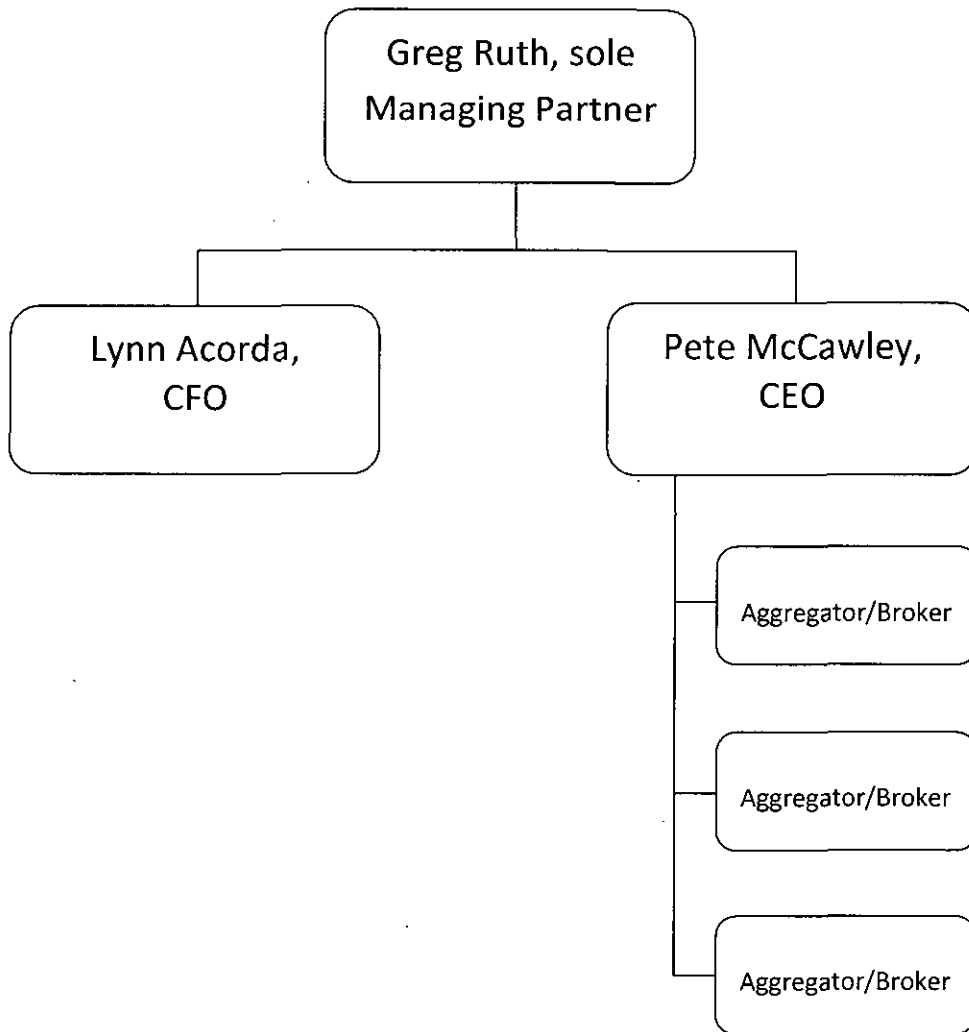 Greg Ruth, sole
Managing Partner
Lynn Acorda,
CFO
Pete McCawley,
CEO
Aggregator/Broker
Aggregator/Broker
Aggregator/Broker